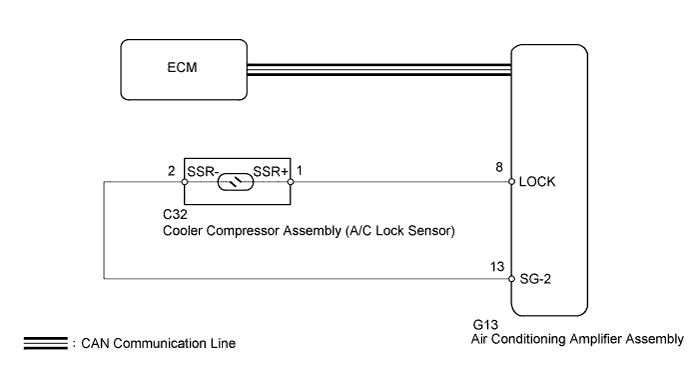 ECM
2 SSR- SSR+ 1
8 LOCK
C32
Cooler Compressor Assembly (A/C Lock Sensor)
13 SG-2
G13
Air Conditioning Amplifier Assembly
: CAN Communication Line